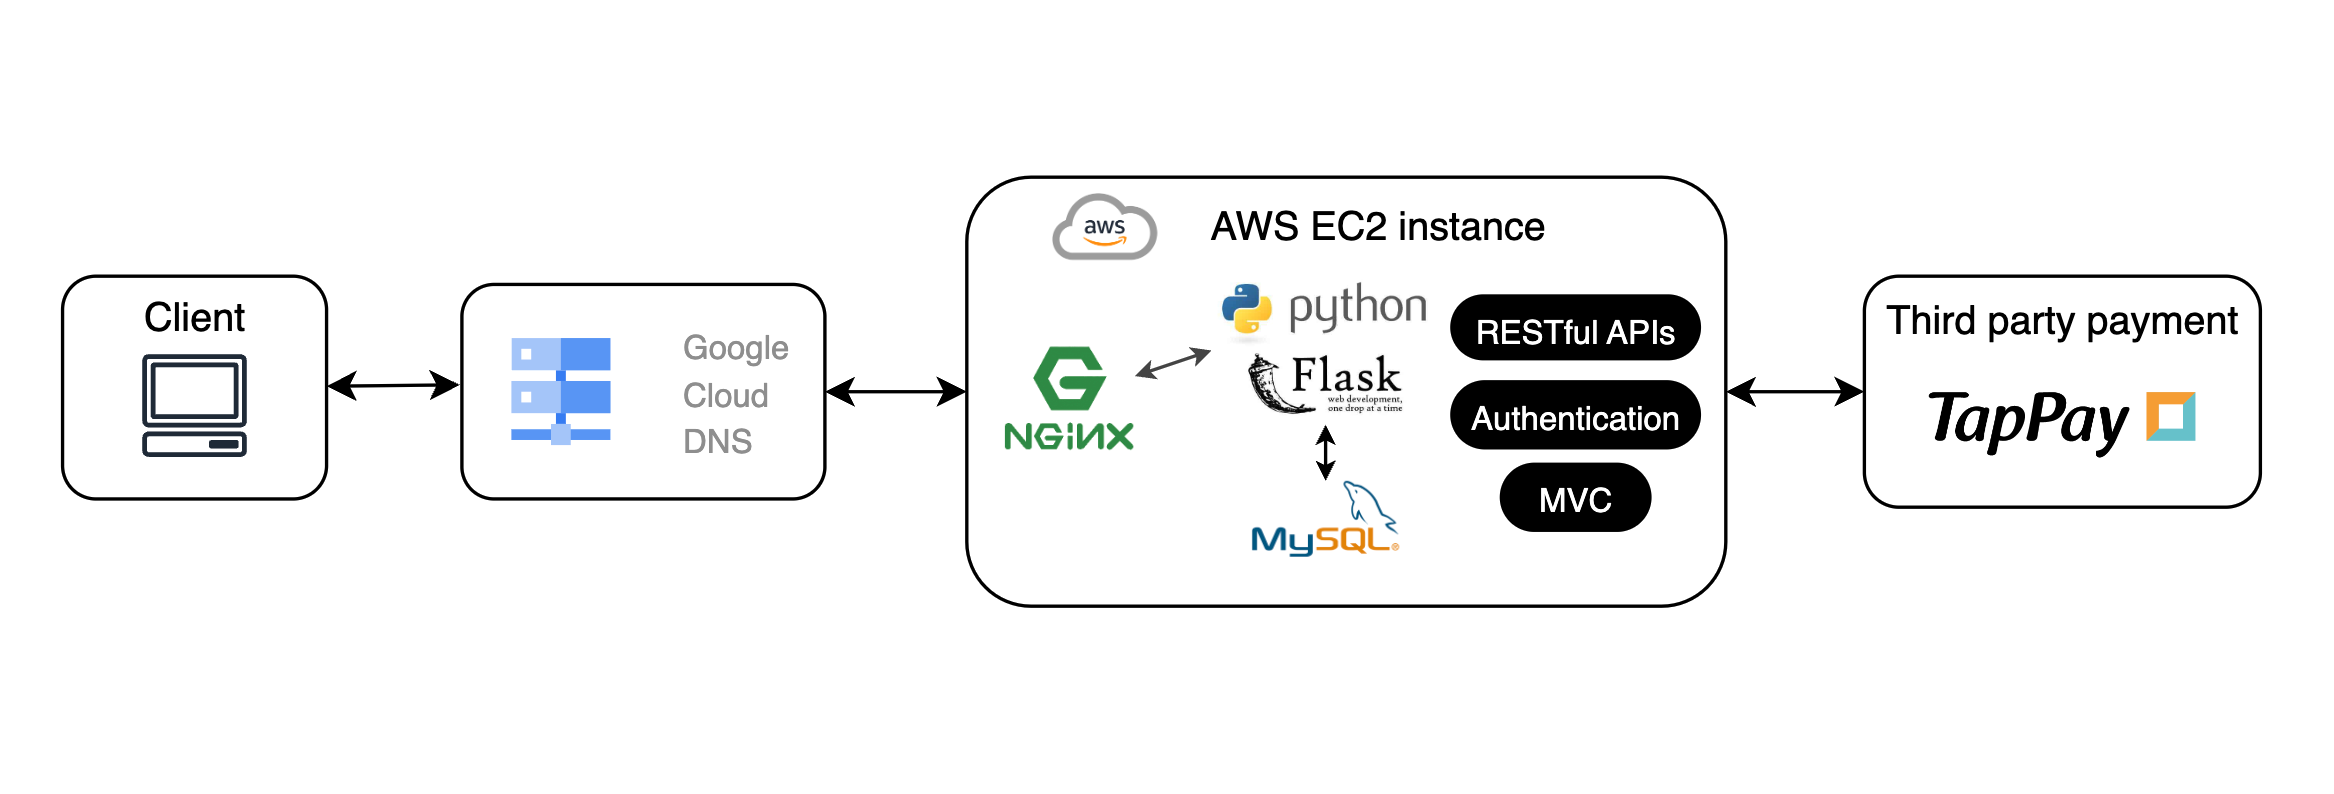 Client
Google
Cloud
DNS
aws
AWS EC2 instance
NGiNX
python
Flask
web development,
one drop at a time
MySQL®
RESTful APIs
Authentication
MVC
Third party payment
TapPay